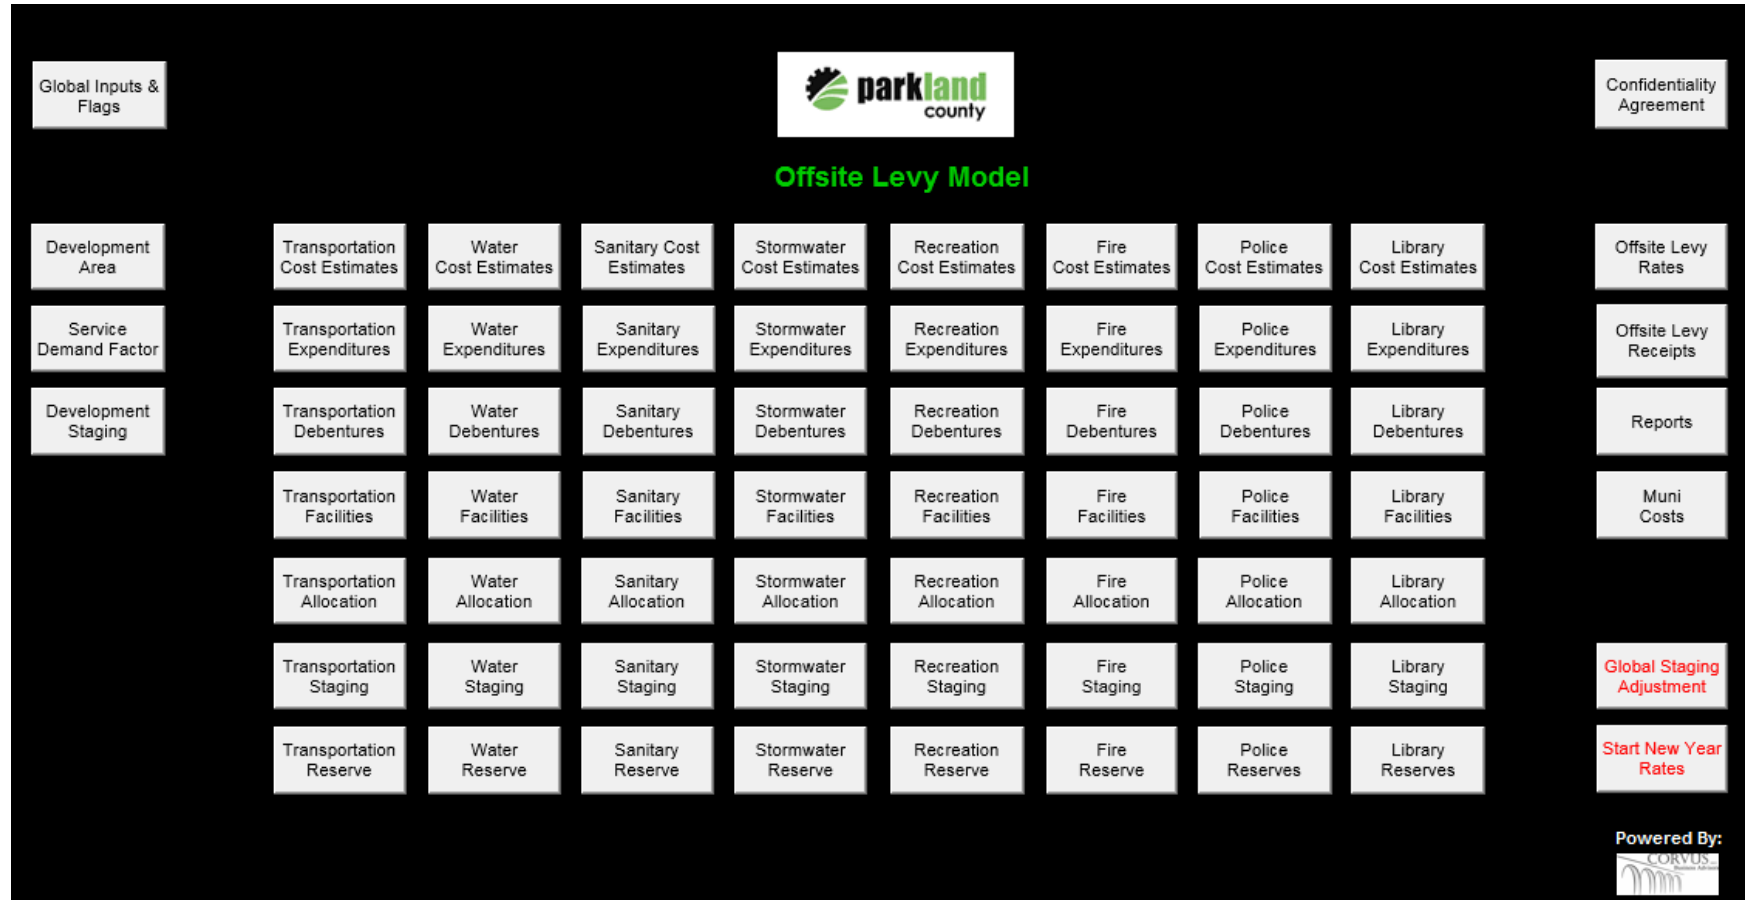 Global Inputs &
Flags
parkland
county
Confidentiality
Agreement
Offsite Levy Model
Development
Area
Transportation
Cost Estimates
Water
Cost Estimates
Sanitary Cost
Estimates
Stormwater
Cost Estimates
Recreation
Cost Estimates
Fire
Cost Estimates
Police
Cost Estimates
Library
Cost Estimates
Offsite Levy
Rates
Service
Demand Factor
Transportation
Expenditures
Water
Expenditures
Sanitary
Expenditures
Stormwater
Expenditures
Recreation
Expenditures
Fire
Expenditures
Police
Expenditures
Library
Expenditures
Offsite Levy
Receipts
Development
Staging
Transportation
Debentures
Water
Debentures
Sanitary
Debentures
Stormwater
Debentures
Recreation
Debentures
Fire
Debentures
Police
Debentures
Library
Debentures
Reports
Transportation
Facilities
Water
Facilities
Sanitary
Facilities
Stormwater
Facilities
Recreation
Facilities
Fire
Facilities
Police
Facilities
Library
Facilities
Muni
Costs
Transportation
Allocation
Water
Allocation
Sanitary
Allocation
Stormwater
Allocation
Recreation
Allocation
Fire
Allocation
Police
Allocation
Library
Allocation
Transportation
Staging
Water
Staging
Sanitary
Staging
Stormwater
Staging
Recreation
Staging
Fire
Staging
Police
Staging
Library
Staging
Global Staging
Adjustment
Transportation
Reserve
Water
Reserve
Sanitary
Reserve
Stormwater
Reserve
Recreation
Reserve
Fire
Reserve
Police
Reserves
Library
Reserves
Start New Year
Rates
Powered By:
CORVUS